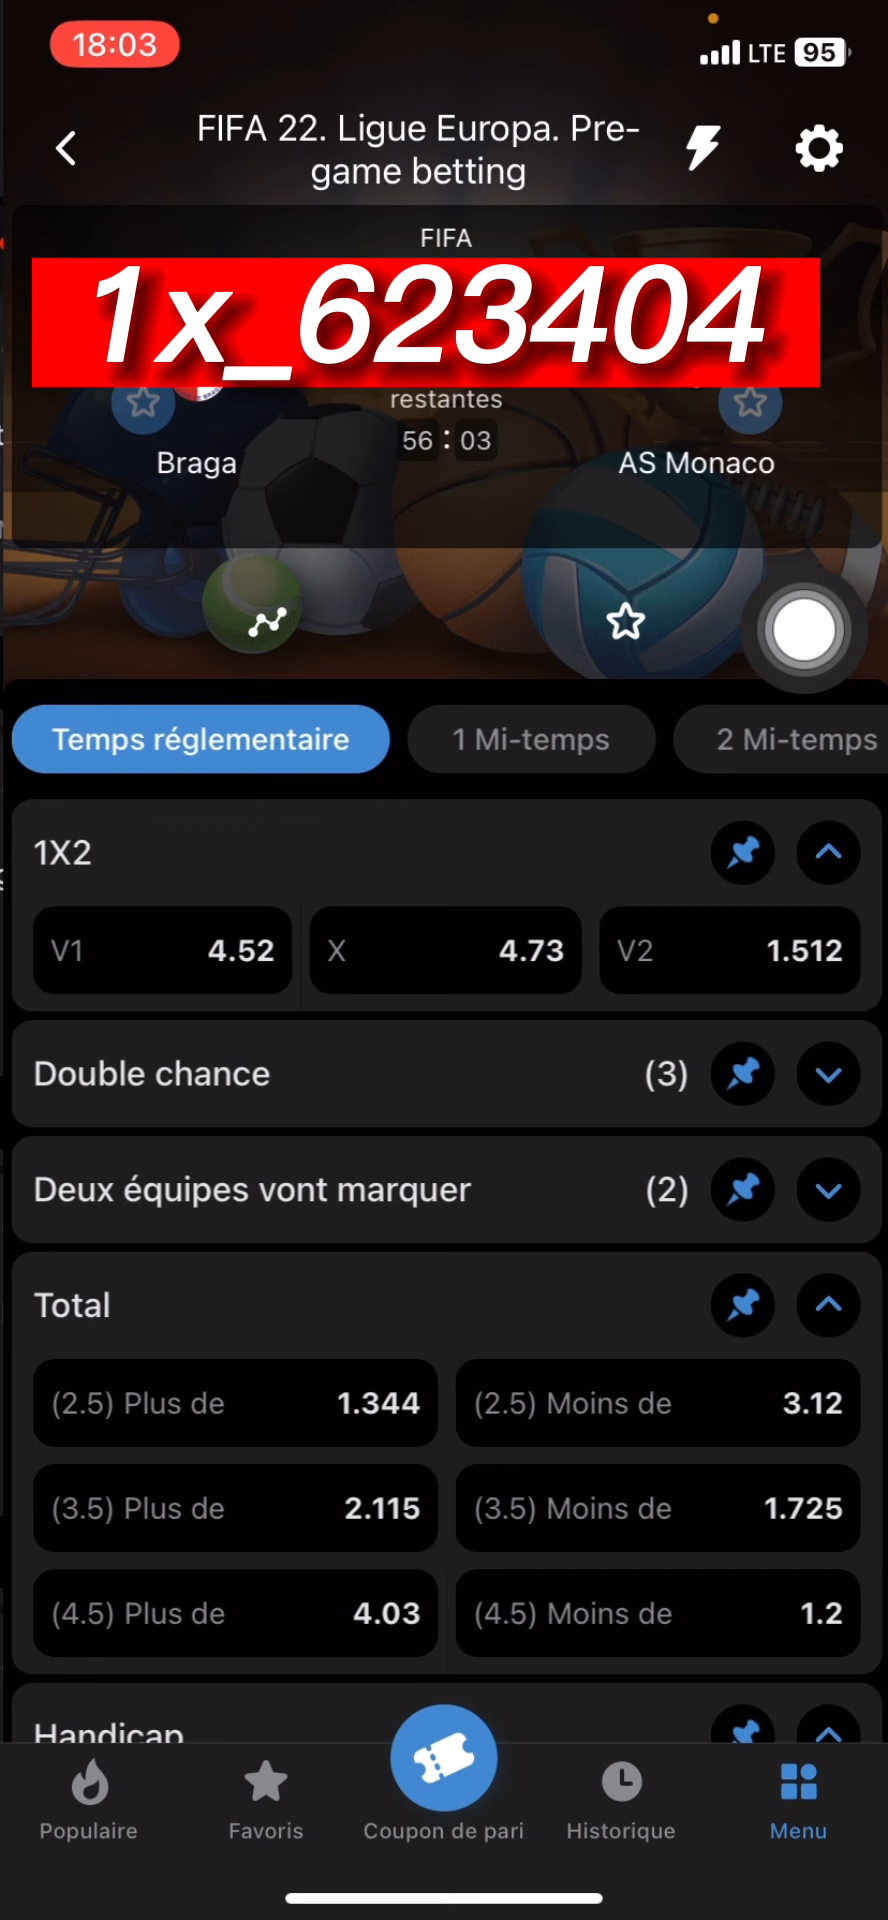 18:03
LTE 95
FIFA 22. Ligue Europa. Pre-
game betting
FIFA
1x_623404
restantes
56 : 03
Braga
AS Monaco
Temps réglementaire
1 Mi-temps
2 Mi-temps
1X2
V1 4.52
X 4.73
V2 1.512
Double chance (3)
Deux équipes vont marquer (2)
Total
(2.5) Plus de 1.344
(2.5) Moins de 3.12
(3.5) Plus de 2.115
(3.5) Moins de 1.725
(4.5) Plus de 4.03
(4.5) Moins de 1.2
Handicap
Populaire
Favoris
Coupon de pari
Historique
Menu